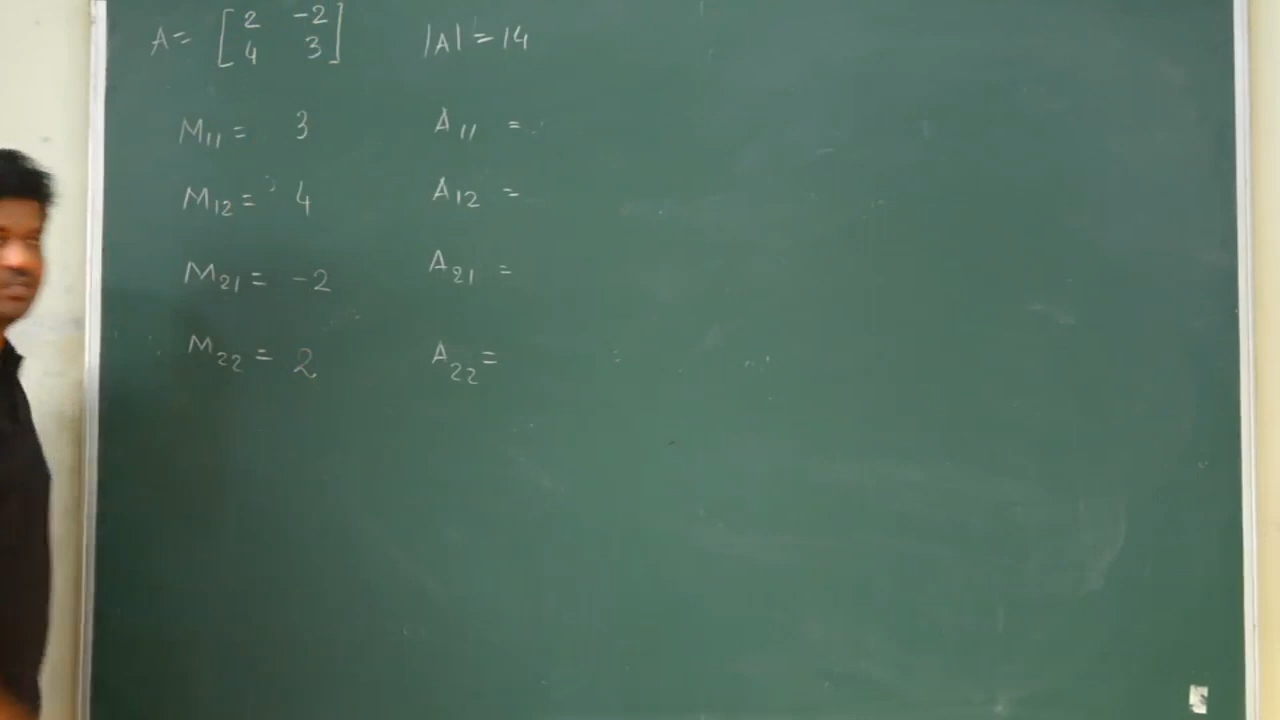 A = [ 2 -2 |A| = 14
4 3 ]
M11 = 3 A11 =
M12 = 4 A12 =
M21 = -2 A21 =
M22 = 2 A22 =